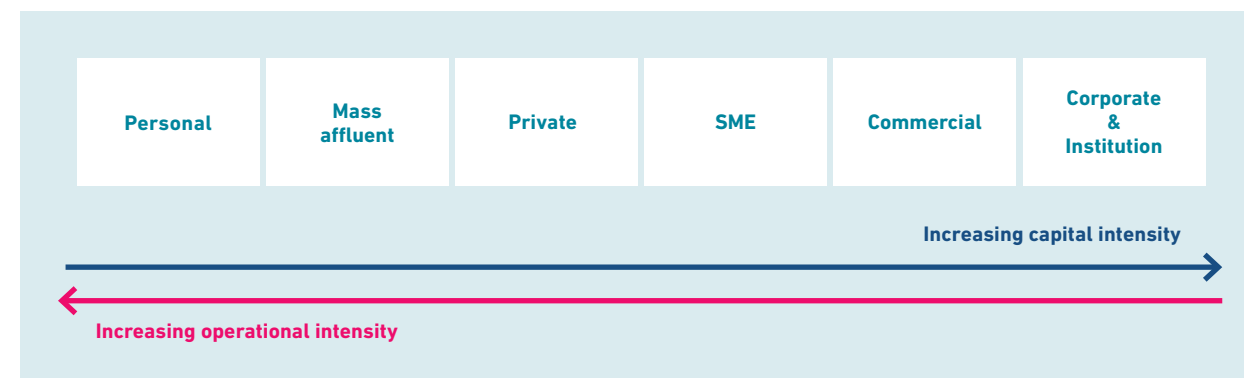 Personal
Mass
affluent
Private
SME
Commercial
Corporate
&
Institution
Increasing capital intensity
Increasing operational intensity